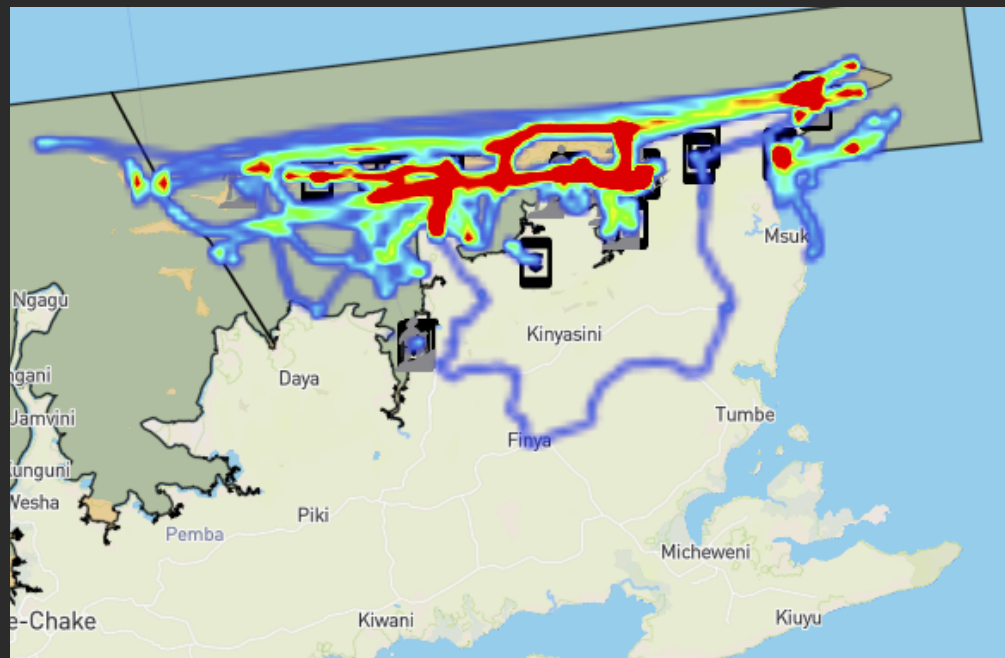 Msuk
Ngagu
Kinyasini
ngani
Daya
Jamvini
Tumbe
Finya
Kunguni
Wesha
Piki
Pemba
Micheweni
e-Chake
Kiwani
Kiuyu